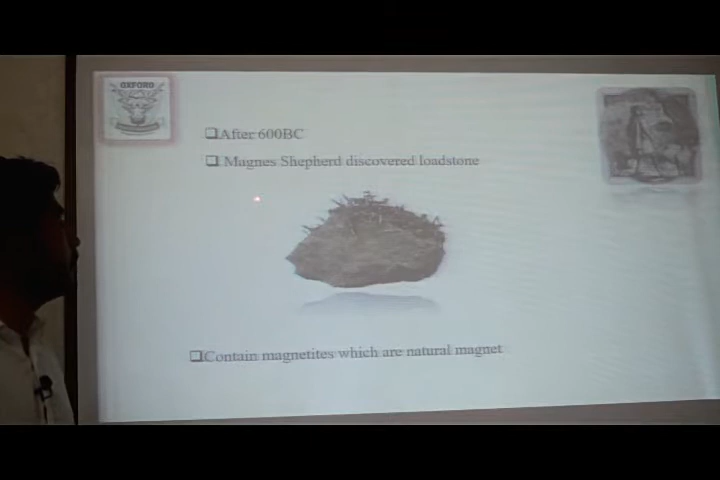 OXFORD
After 600BC
Magnes Shepherd discovered loadstone
Contain magnetites which are natural magnet